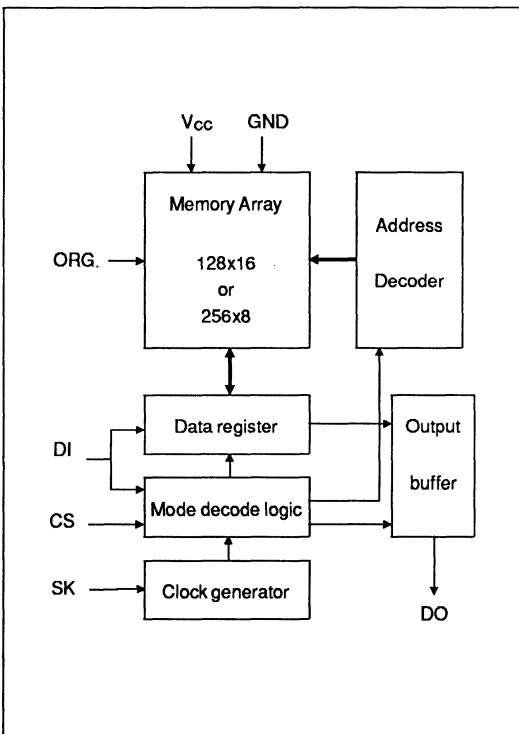 Vcc GND
Memory Array
128x16
or
256x8
Address
Decoder
ORG.
Data register
Output
buffer
DI
Mode decode logic
CS
SK
Clock generator
DO